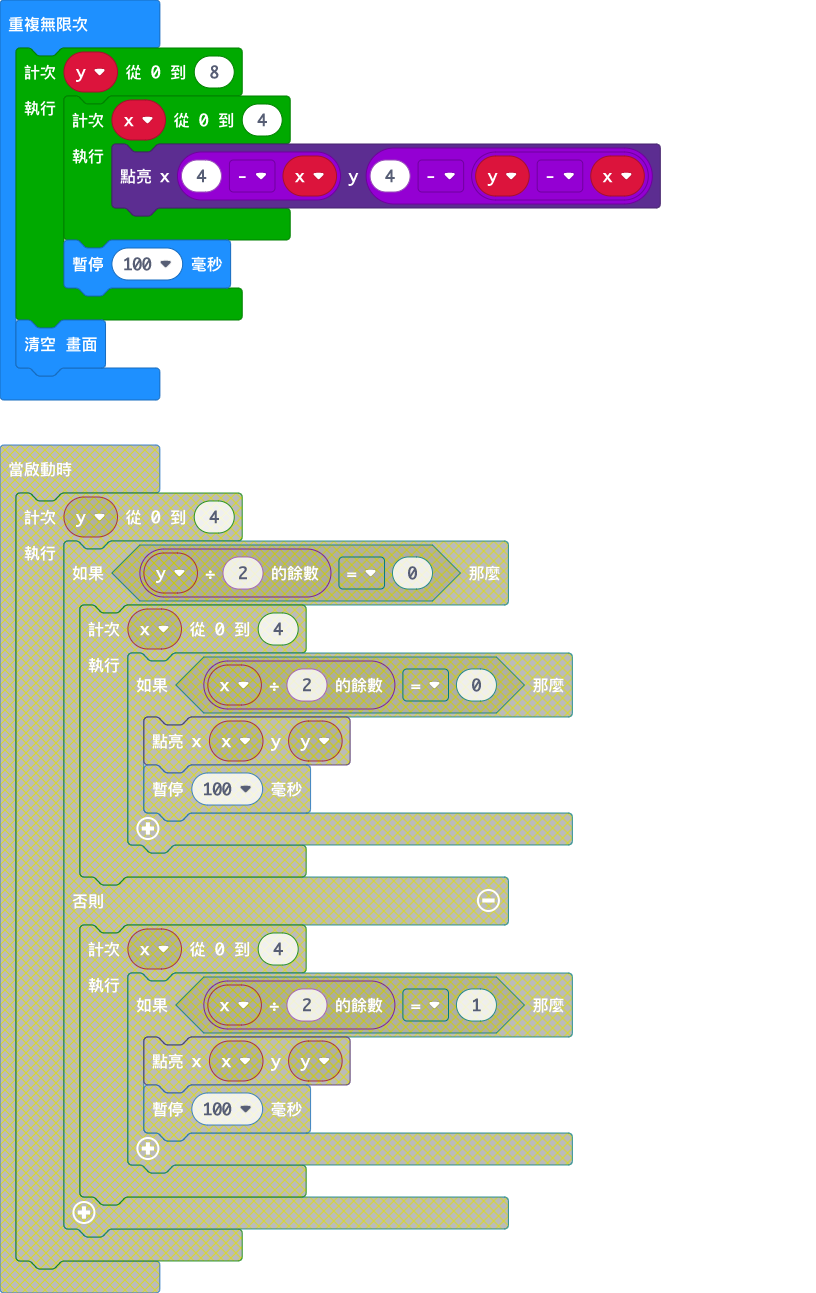 重複無限次
計次 y 從 0 到 8
執行
計次 x 從 0 到 4
執行
點亮 x 4 - x y 4 - y - x
暫停 100 毫秒
清空 畫面
當啟動時
計次 y 從 0 到 4
執行
如果 y ÷ 2 的餘數 = 0 那麼
計次 x 從 0 到 4
執行
如果 x ÷ 2 的餘數 = 0 那麼
點亮 x x y y
暫停 100 毫秒
否則
計次 x 從 0 到 4
執行
如果 x ÷ 2 的餘數 = 1 那麼
點亮 x x y y
暫停 100 毫秒